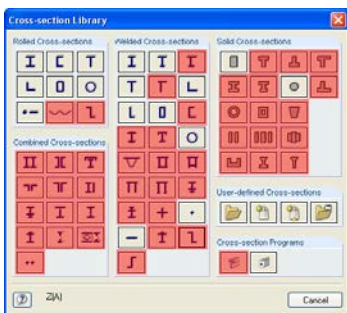 Cross-section Library
Rolled Cross-sections
Welded Cross-sections
Solid Cross-sections
Combined Cross-sections
User-defined Cross-sections
Cross-section Programs
Z(A)
Cancel